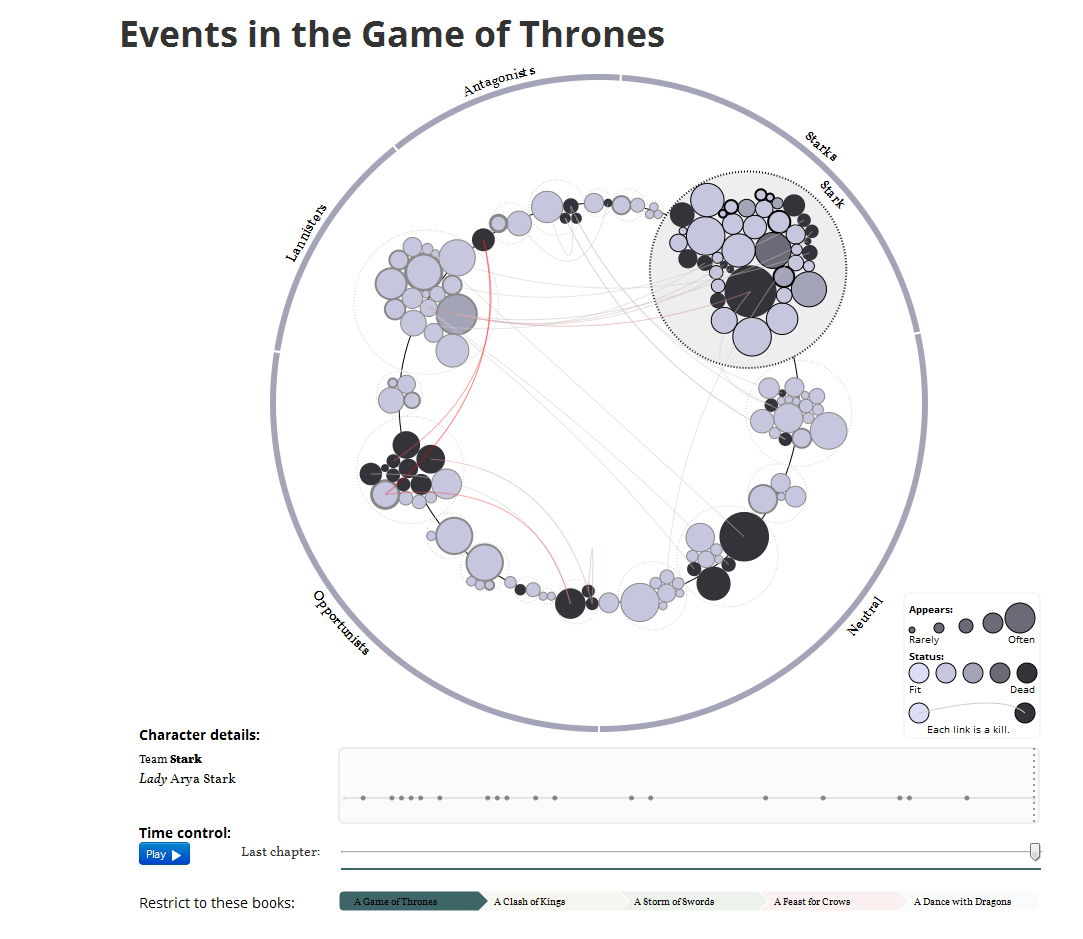 Events in the Game of Thrones
Antagonists
Starks
Stark
Lannisters
Opportunists
Neutral
Appears:
Rarely Often
Status:
Fit Dead
Each link is a kill.
Character details:
Team Stark
Lady Arya Stark
Time control:
Play
Last chapter:
Restrict to these books:
A Game of Thrones
A Clash of Kings
A Storm of Swords
A Feast for Crows
A Dance with Dragons